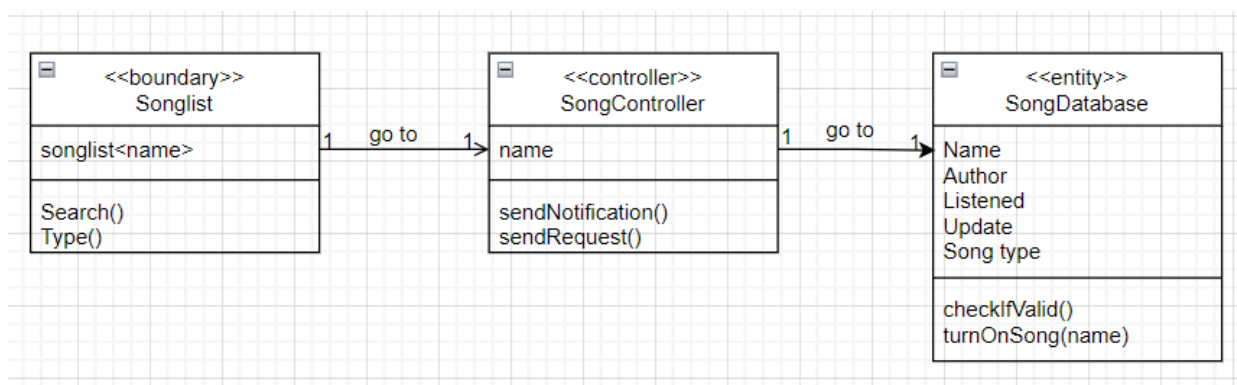 <<boundary>>
Songlist
songlist<name>
Search()
Type()
1 go to 1
<<controller>>
SongController
name
sendNotification()
sendRequest()
1 go to 1
<<entity>>
SongDatabase
Name
Author
Listened
Update
Song type
checkIfValid()
turnOnSong(name)